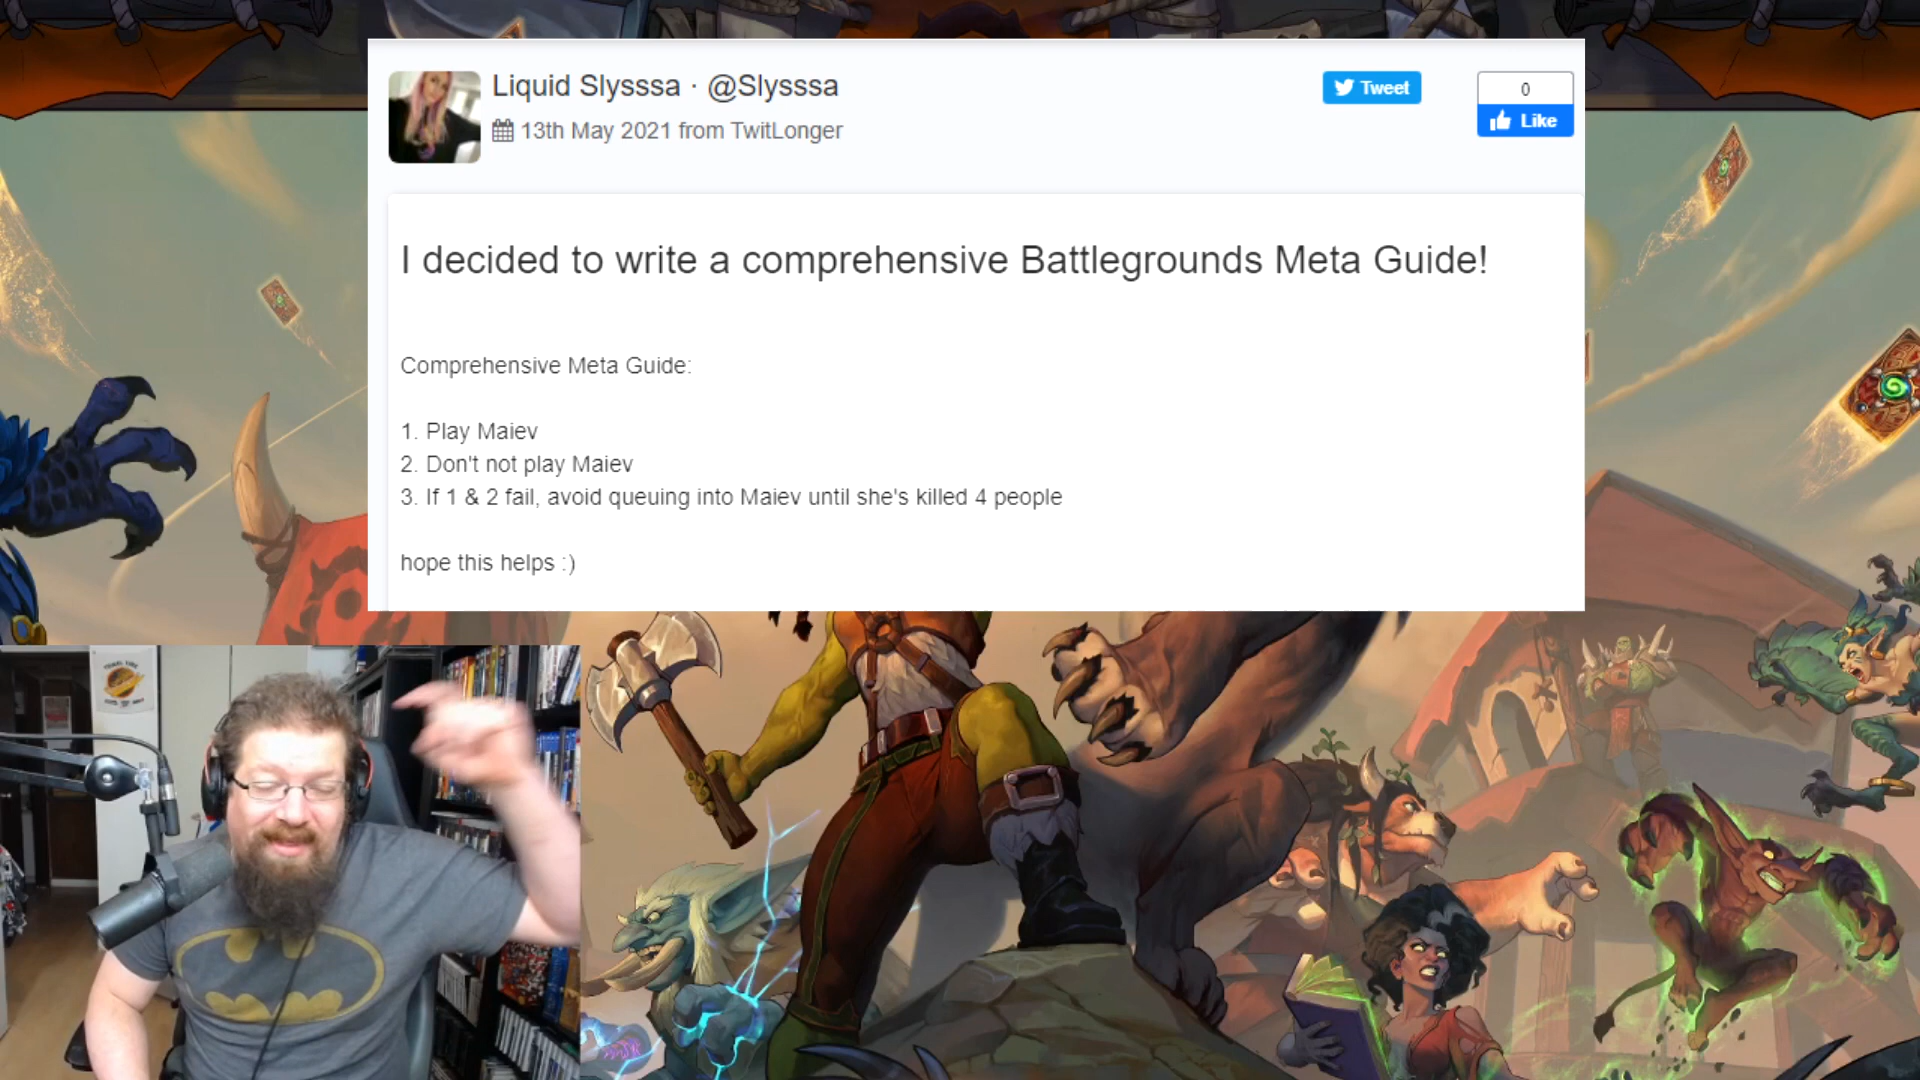 Liquid Slysssa · @Slysssa
13th May 2021 from TwitLonger
Tweet
0
Like
I decided to write a comprehensive Battlegrounds Meta Guide!
Comprehensive Meta Guide:
1. Play Maiev
2. Don't not play Maiev
3. If 1 & 2 fail, avoid queuing into Maiev until she's killed 4 people
hope this helps :)